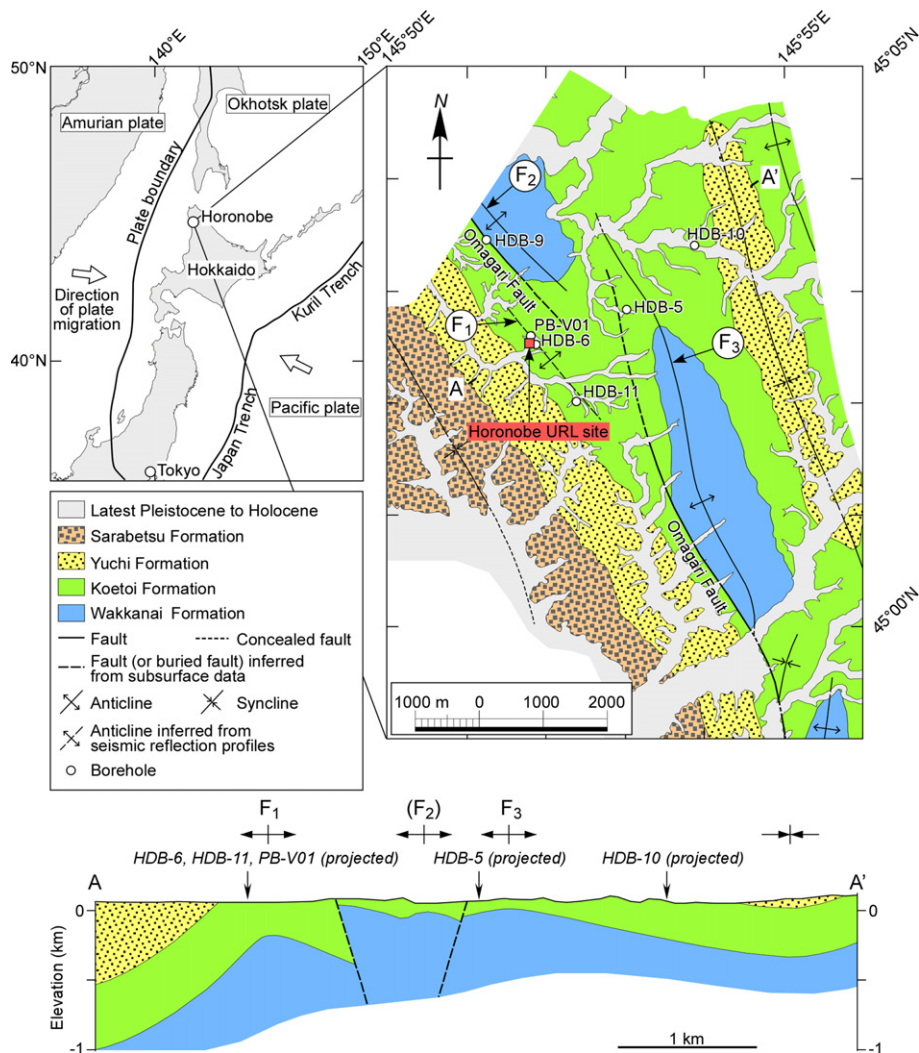 140°E
150°E
50°N
40°N
Amurian plate
Okhotsk plate
Plate boundary
Horonobe
Hokkaido
Direction
of plate
migration
Kuril Trench
Japan Trench
Pacific plate
Tokyo
145°50'E
145°55'E
45°05'N
45°00'N
N
F2
HDB-9
Omagari Fault
F1
PB-V01
HDB-6
A
HDB-11
Horonobe URL site
HDB-5
HDB-10
A'
F3
Omagari Fault
1000 m 0 1000 2000
Latest Pleistocene to Holocene
Sarabetsu Formation
Yuchi Formation
Koetoi Formation
Wakkanai Formation
Fault
Concealed fault
Fault (or buried fault) inferred
from subsurface data
Anticline
Syncline
Anticline inferred from
seismic reflection profiles
Borehole
F1
(F2)
F3
HDB-6, HDB-11, PB-V01 (projected)
HDB-5 (projected)
HDB-10 (projected)
A
A'
Elevation (km)
0
-1
0
-1
1 km